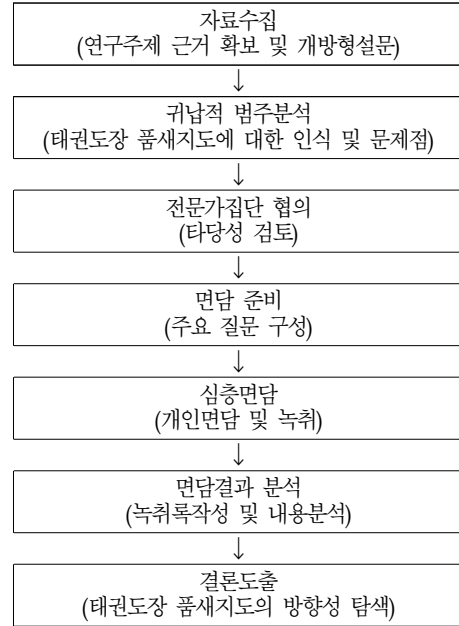 자료수집
(연구주제 근거 확보 및 개방형설문)
↓
귀납적 범주분석
(태권도장 품새지도에 대한 인식 및 문제점)
↓
전문가집단 협의
(타당성 검토)
↓
면담 준비
(주요 질문 구성)
↓
심층면담
(개인면담 및 녹취)
↓
면담결과 분석
(녹취록작성 및 내용분석)
↓
결론도출
(태권도장 품새지도의 방향성 탐색)